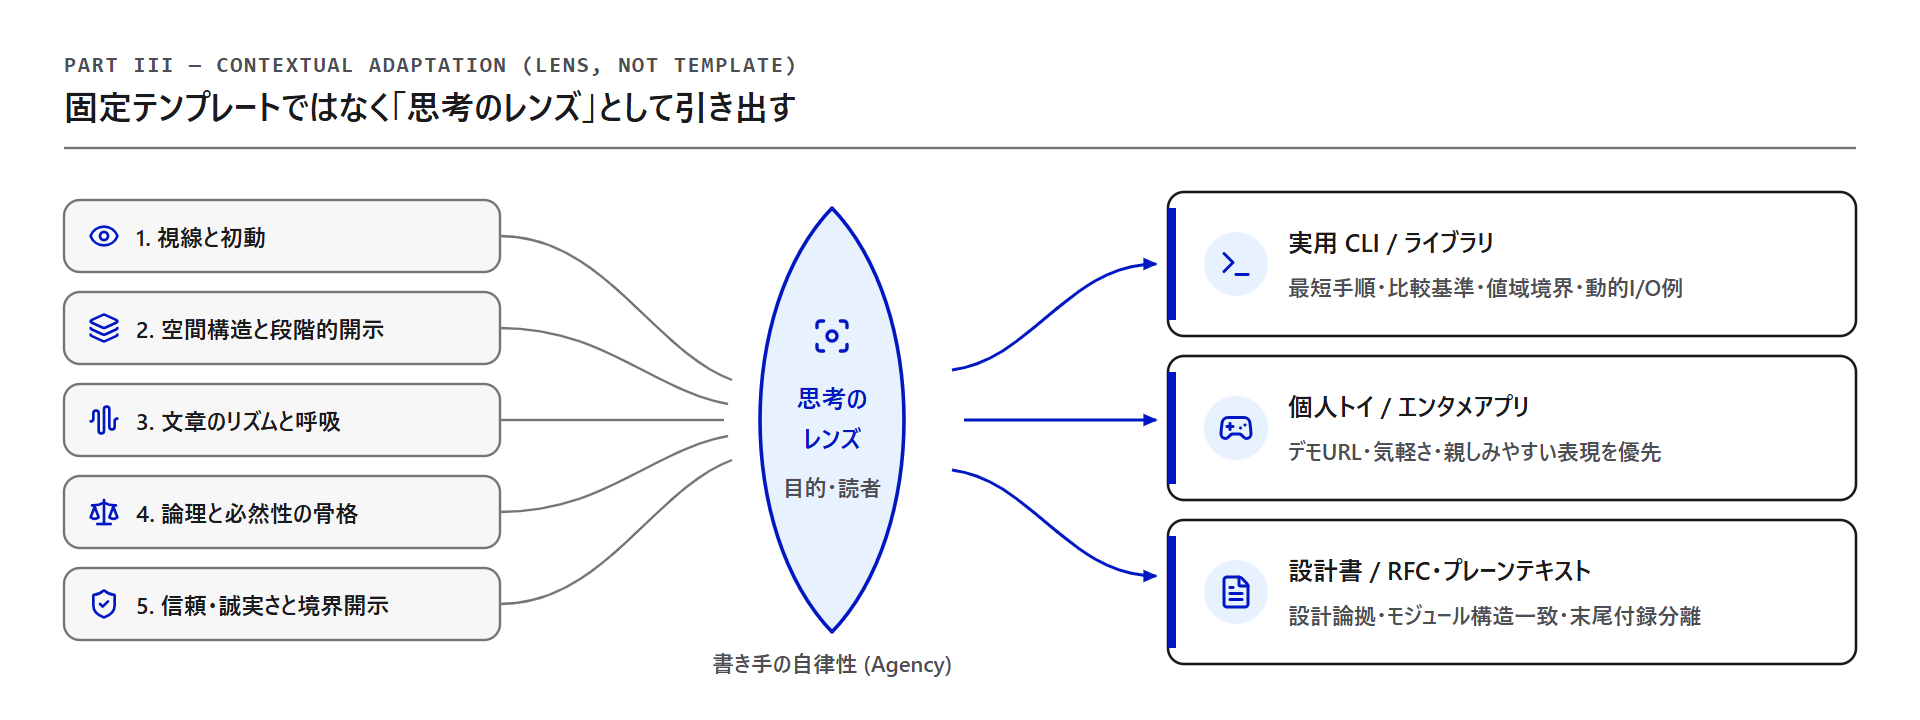 PART III — CONTEXTUAL ADAPTATION (LENS, NOT TEMPLATE)
固定テンプレートではなく「思考のレンズ」として引き出す
1. 視線と初動
2. 空間構造と段階的開示
3. 文章のリズムと呼吸
4. 論理と必然性の骨格
5. 信頼・誠実さと境界開示
思考の
レンズ
目的・読者
書き手の自律性 (Agency)
実用 CLI / ライブラリ
最短手順・比較基準・値域境界・動的I/O例
個人トイ / エンタメアプリ
デモURL・気軽さ・親しみやすい表現を優先
設計書 / RFC・プレーンテキスト
設計論拠・モジュール構造一致・末尾付録分離